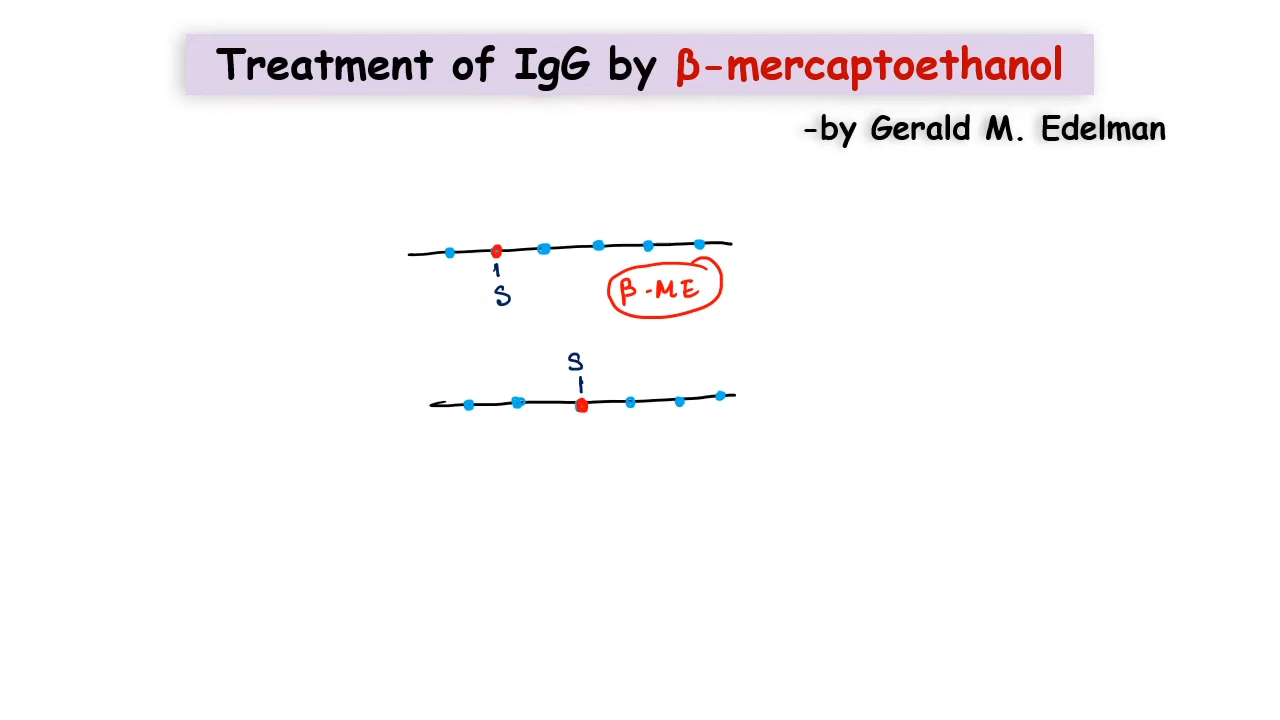 Treatment of IgG by β-mercaptoethanol
-by Gerald M. Edelman
S
β-ME
S